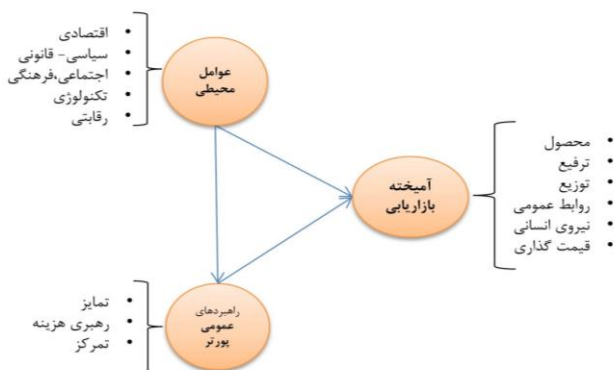 اقتصادی
سیاسی- قانونی
اجتماعی,فرهنگی
تکنولوژی
رقابتی
عوامل
محیطی
محصول
ترفیع
توزیع
روابط عمومی
نیروی انسانی
قیمت گذاری
آمیخته
بازاریابی
تمایز
رهبری هزینه
تمرکز
راهبردهای
عمومی
پورتر